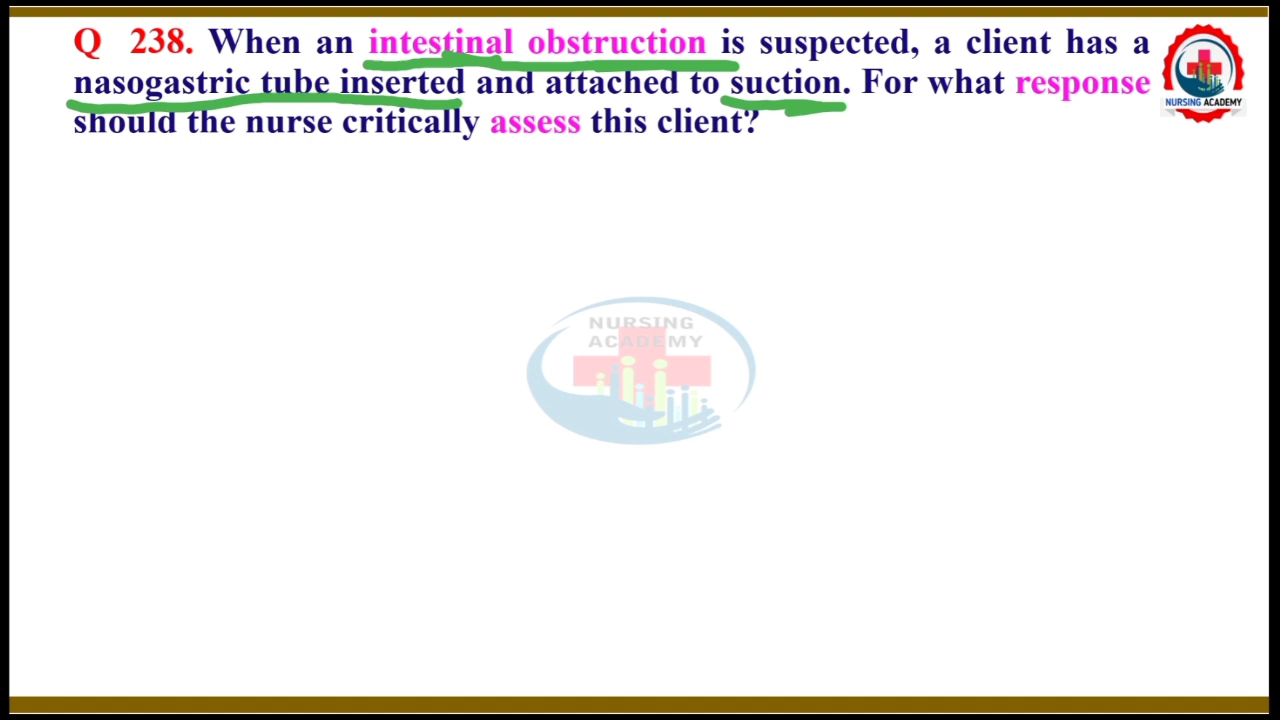 Q 238. When an intestinal obstruction is suspected, a client has a
nasogastric tube inserted and attached to suction. For what response
should the nurse critically assess this client?
NURSING ACADEMY
NURSING
ACADEMY